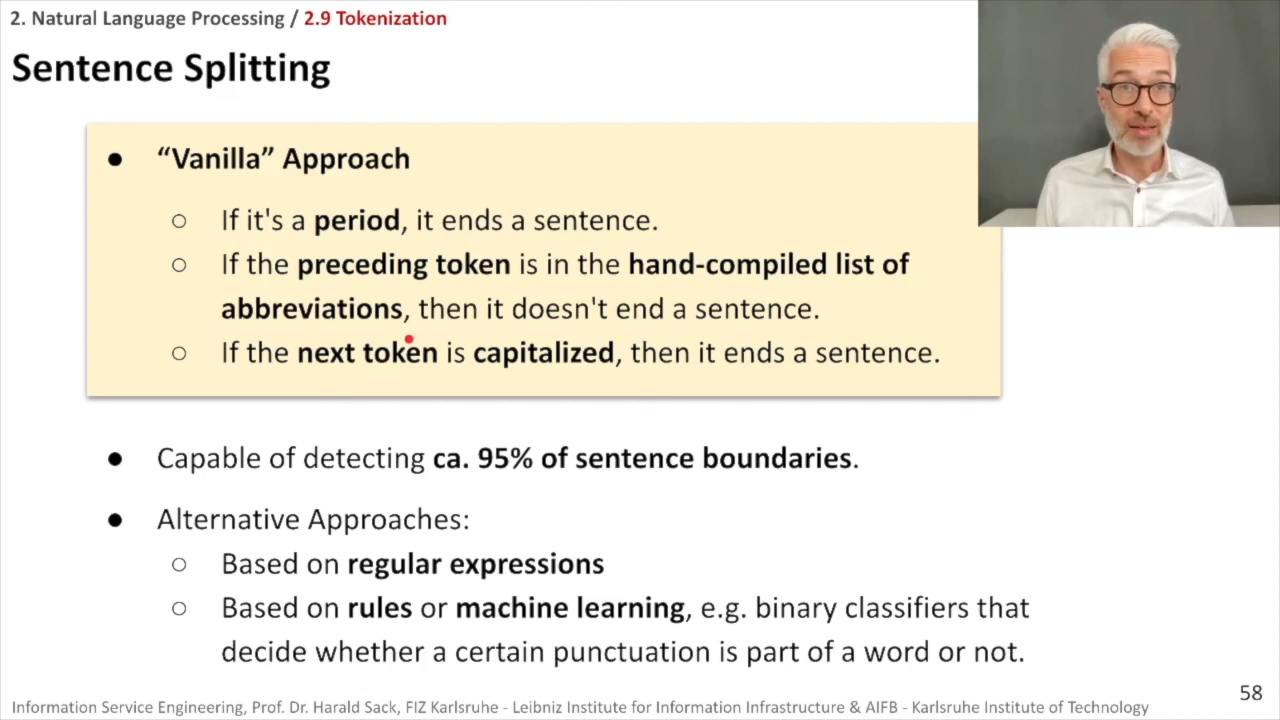 2. Natural Language Processing / 2.9 Tokenization
Sentence Splitting
● “Vanilla” Approach
○ If it's a period, it ends a sentence.
○ If the preceding token is in the hand-compiled list of
abbreviations, then it doesn't end a sentence.
○ If the next token is capitalized, then it ends a sentence.
● Capable of detecting ca. 95% of sentence boundaries.
● Alternative Approaches:
○ Based on regular expressions
○ Based on rules or machine learning, e.g. binary classifiers that
decide whether a certain punctuation is part of a word or not.
58
Information Service Engineering, Prof. Dr. Harald Sack, FIZ Karlsruhe - Leibniz Institute for Information Infrastructure & AIFB - Karlsruhe Institute of Technology